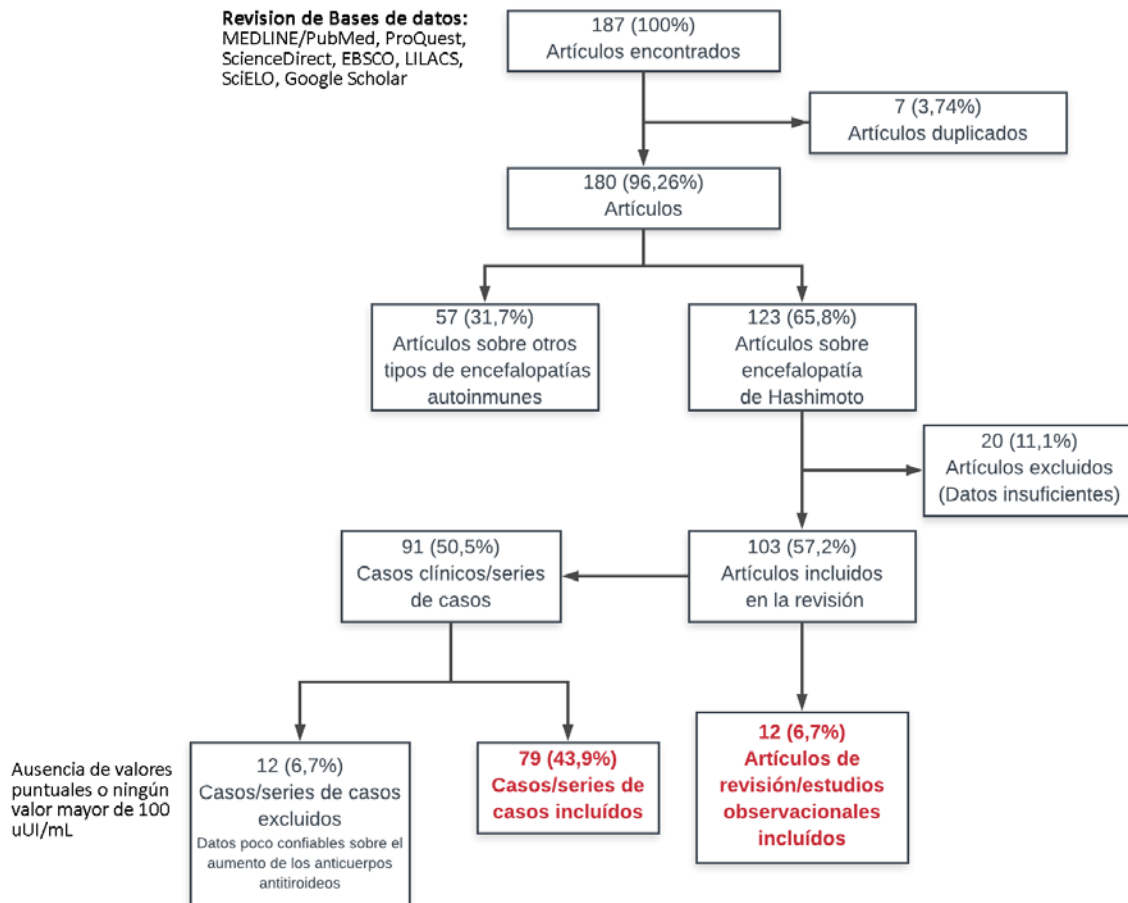 Revision de Bases de datos:
MEDLINE/PubMed, ProQuest,
ScienceDirect, EBSCO, LILACS,
SciELO, Google Scholar
187 (100%)
Artículos encontrados
7 (3,74%)
Artículos duplicados
180 (96,26%)
Artículos
57 (31,7%)
Artículos sobre otros
tipos de encefalopatías
autoinmunes
123 (65,8%)
Artículos sobre
encefalopatía
de Hashimoto
20 (11,1%)
Artículos excluidos
(Datos insuficientes)
91 (50,5%)
Casos clínicos/series
de casos
103 (57,2%)
Artículos incluidos
en la revisión
Ausencia de valores
puntuales o ningún
valor mayor de 100
uUI/mL
12 (6,7%)
Casos/series de casos
excluidos
Datos poco confiables sobre el
aumento de los anticuerpos
antitiroideos
79 (43,9%)
Casos/series de
casos incluídos
12 (6,7%)
Artículos de
revisión/estudios
observacionales
incluídos